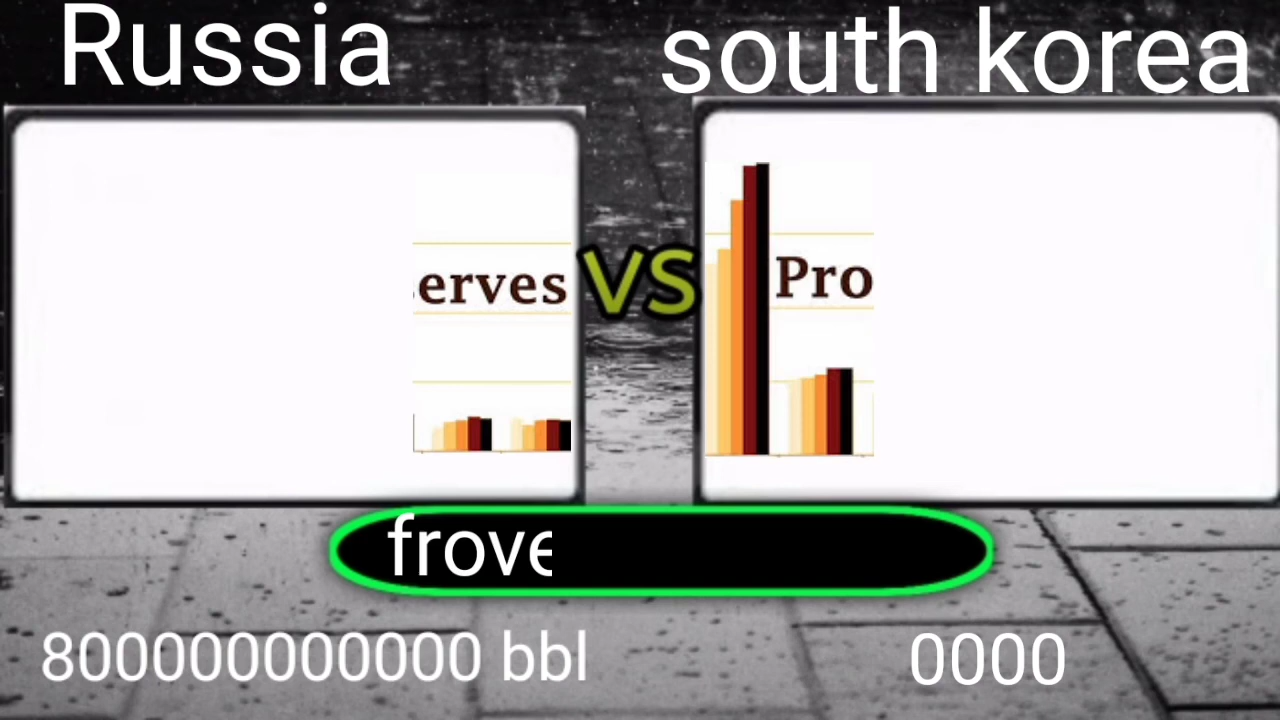 Russia
south korea
erves
VS
Pro
frove
800000000000 bbl
0000